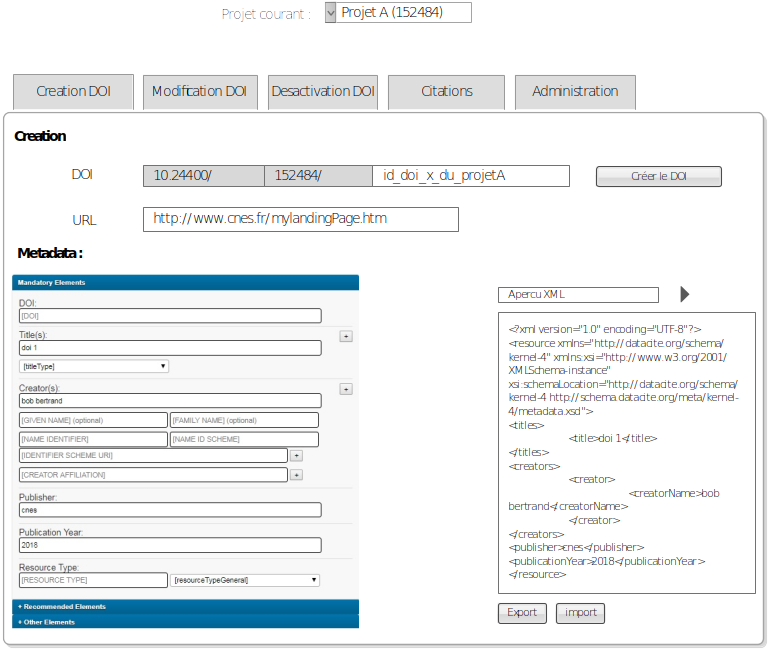 Projet courant : Projet A (152484)
Creation DOI Modification DOI Desactivation DOI Citations Administration
Creation
DOI 10.24400/ 152484/ id_doi_x_du_projetA Créer le DOI
URL http://www.cnes.fr/mylandingPage.htm
Metadata :
Mandatory Elements
DOI:
[DOI]
Title(s): +
doi 1
[titleType]
Creator(s): +
bob bertrand
[GIVEN NAME] (optional) [FAMILY NAME] (optional)
[NAME IDENTIFIER] [NAME ID SCHEME]
[IDENTIFIER SCHEME URI] +
[CREATOR AFFILIATION] +
Publisher:
cnes
Publication Year:
2018
Resource Type:
[RESOURCE TYPE] [resourceTypeGeneral]
+ Recommended Elements
+ Other Elements
Apercu XML
<?xml version="1.0" encoding="UTF-8"?>
<resource xmlns="http://datacite.org/schema/
kernel-4" xmlns:xsi="http://www.w3.org/2001/
XMLSchema-instance"
xsi:schemaLocation="http://datacite.org/schema/
kernel-4 http://schema.datacite.org/meta/kernel-
4/metadata.xsd">
<titles>
<title>doi 1</title>
</titles>
<creators>
<creator>
<creatorName>bob
bertrand</creatorName>
</creator>
</creators>
<publisher>cnes</publisher>
<publicationYear>2018</publicationYear>
</resource>
Export import